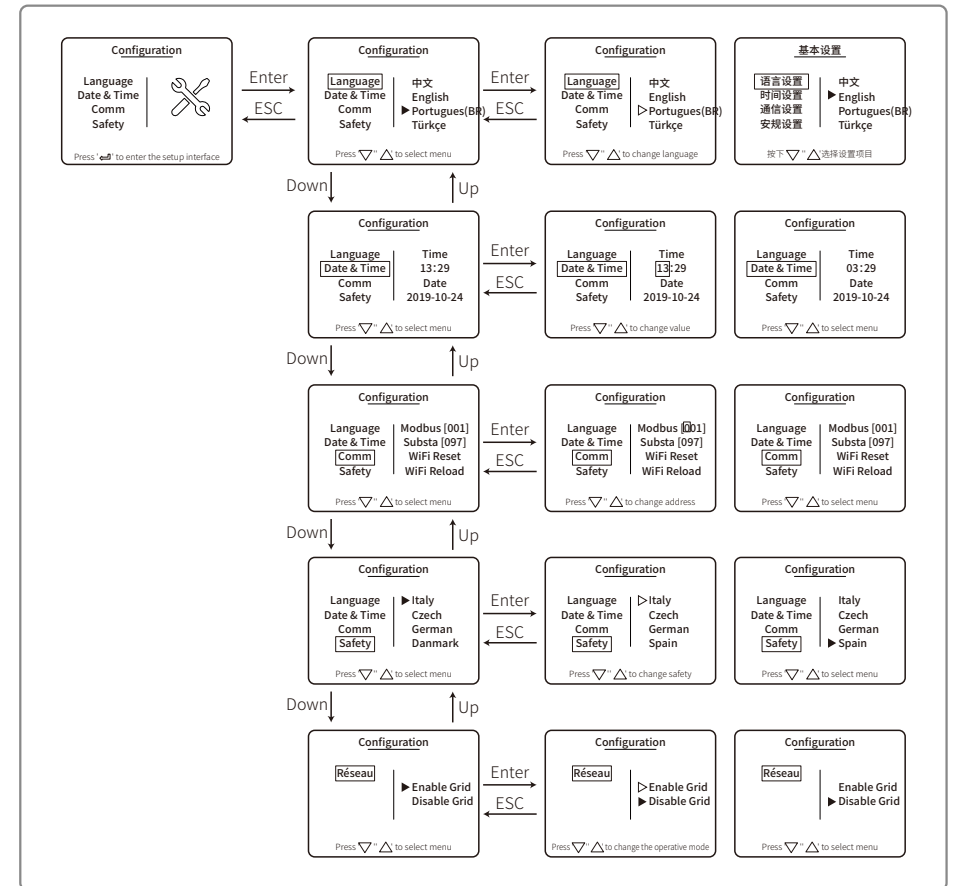 Configuration
Language
Date & Time
Comm
Safety
Press '⏎' to enter the setup interface
Enter
ESC
Configuration
Language
Date & Time
Comm
Safety
中文
English
▶Portugues(BR)
Türkçe
Press ▽" △' to select menu
Enter
ESC
Configuration
Language
Date & Time
Comm
Safety
中文
English
▷Portugues(BR)
Türkçe
Press ▽" △' to change language
基本设置
语言设置
时间设置
通信设置
安规设置
中文
▶English
Portugues(BR)
Türkçe
按下▽" △'选择设置项目
Down
Up
Configuration
Language
Date & Time
Comm
Safety
Time
13:29
Date
2019-10-24
Press ▽" △' to select menu
Enter
ESC
Configuration
Language
Date & Time
Comm
Safety
Time
13:29
Date
2019-10-24
Press ▽" △' to change value
Configuration
Language
Date & Time
Comm
Safety
Time
03:29
Date
2019-10-24
Press ▽" △' to select menu
Down
Up
Configuration
Language
Date & Time
Comm
Safety
Modbus [001]
Substa [097]
WiFi Reset
WiFi Reload
Press ▽" △' to select menu
Enter
ESC
Configuration
Language
Date & Time
Comm
Safety
Modbus [001]
Substa [097]
WiFi Reset
WiFi Reload
Press ▽" △' to change address
Configuration
Language
Date & Time
Comm
Safety
Modbus [001]
Substa [097]
WiFi Reset
WiFi Reload
Press ▽" △' to select menu
Down
Up
Configuration
Language
Date & Time
Comm
Safety
▶Italy
Czech
German
Danmark
Press ▽" △' to select menu
Enter
ESC
Configuration
Language
Date & Time
Comm
Safety
▷Italy
Czech
German
Spain
Press ▽" △' to change safety
Configuration
Language
Date & Time
Comm
Safety
Italy
Czech
German
▶Spain
Press ▽" △' to select menu
Down
Up
Configuration
Réseau
▶Enable Grid
Disable Grid
Press ▽" △' to select menu
Enter
ESC
Configuration
Réseau
▷Enable Grid
▶Disable Grid
Press ▽" △' to change the operative mode
Configuration
Réseau
Enable Grid
▶Disable Grid
Press ▽" △' to select menu